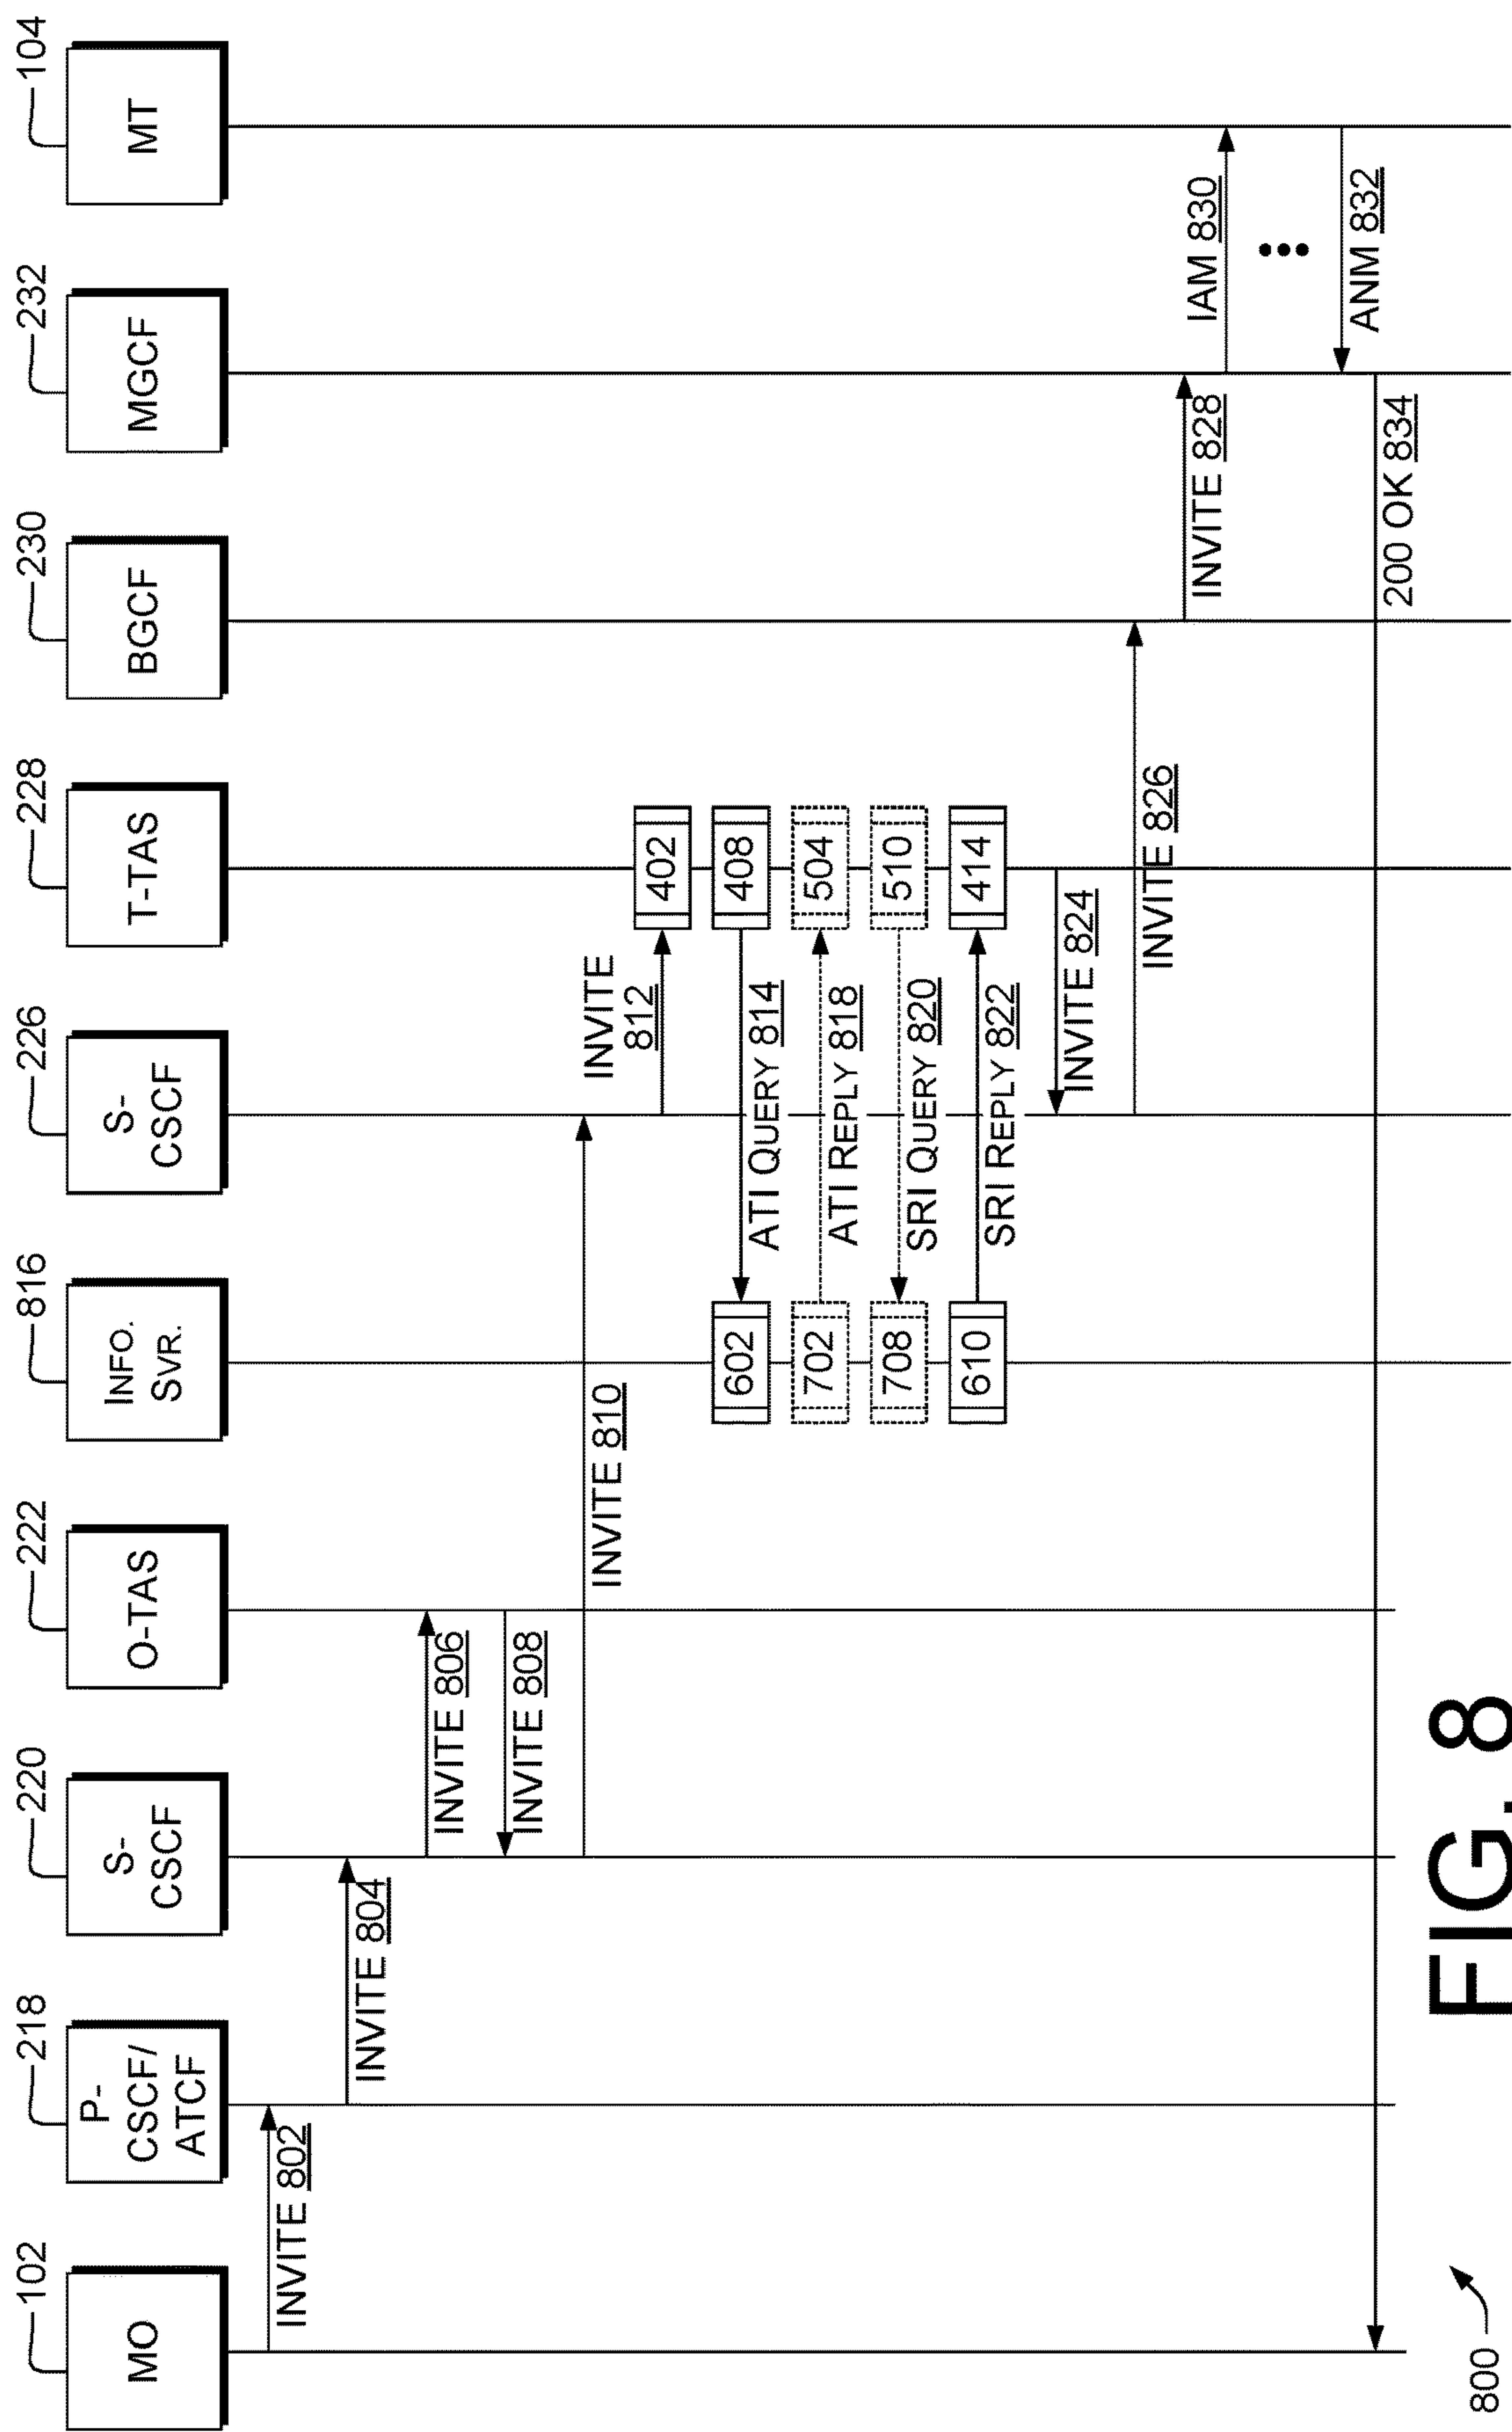 102
218
220
222
816
226
228
230
232
104
MO
P-
CSCF/
ATCF
S-
CSCF
O-TAS
INFO.
SVR.
S-
CSCF
T-TAS
BGCF
MGCF
MT
INVITE 802
INVITE 804
INVITE 806
INVITE 808
INVITE 810
INVITE
812
402
602
408
ATI QUERY 814
702
504
ATI REPLY 818
708
510
SRI QUERY 820
610
414
SRI REPLY 822
INVITE 824
INVITE 826
INVITE 828
IAM 830
ANM 832
200 OK 834
800
FIG. 8